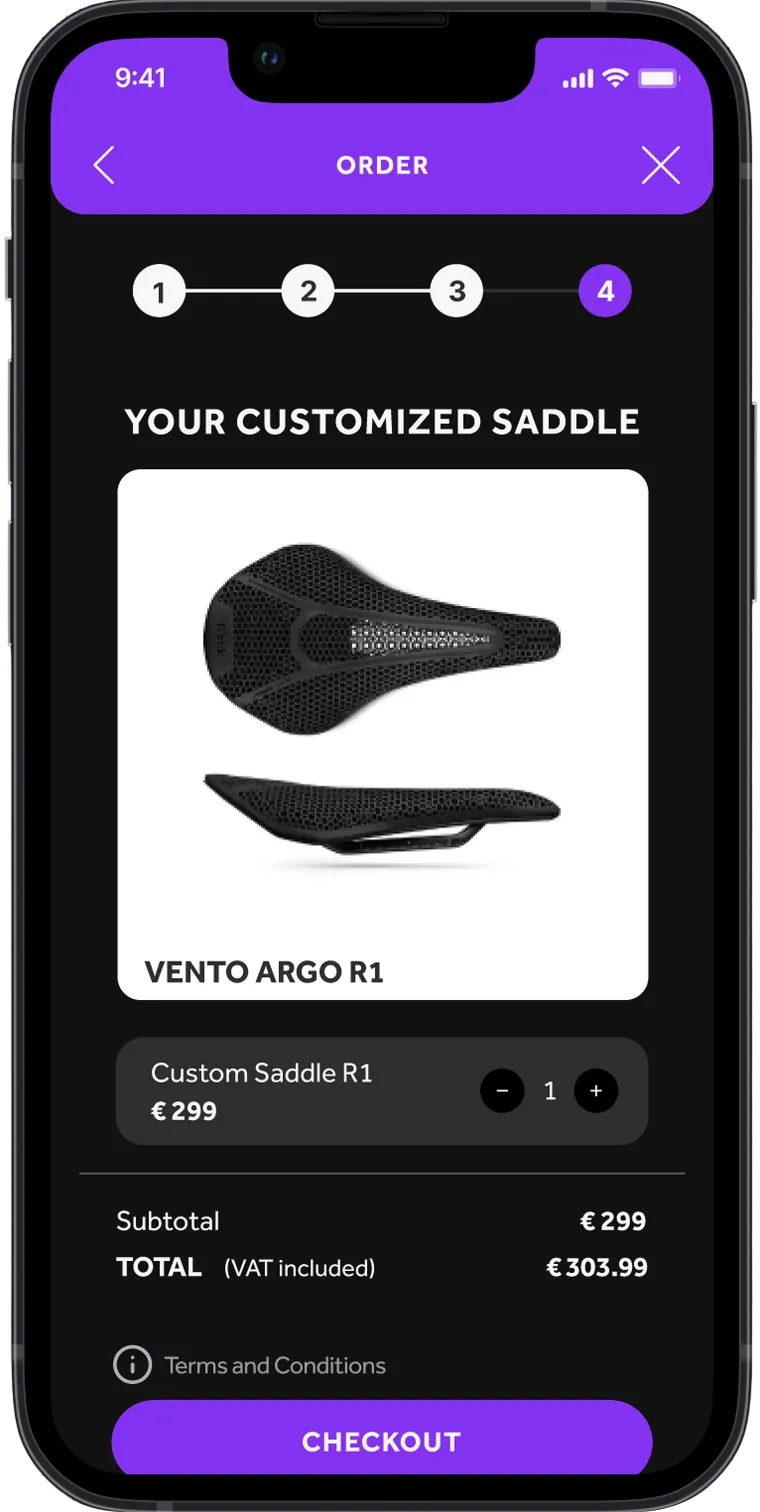 9:41
ORDER
1 2 3 4
YOUR CUSTOMIZED SADDLE
VENTO ARGO R1
Custom Saddle R1
€ 299
− 1 +
Subtotal € 299
TOTAL (VAT included) € 303.99
Terms and Conditions
CHECKOUT